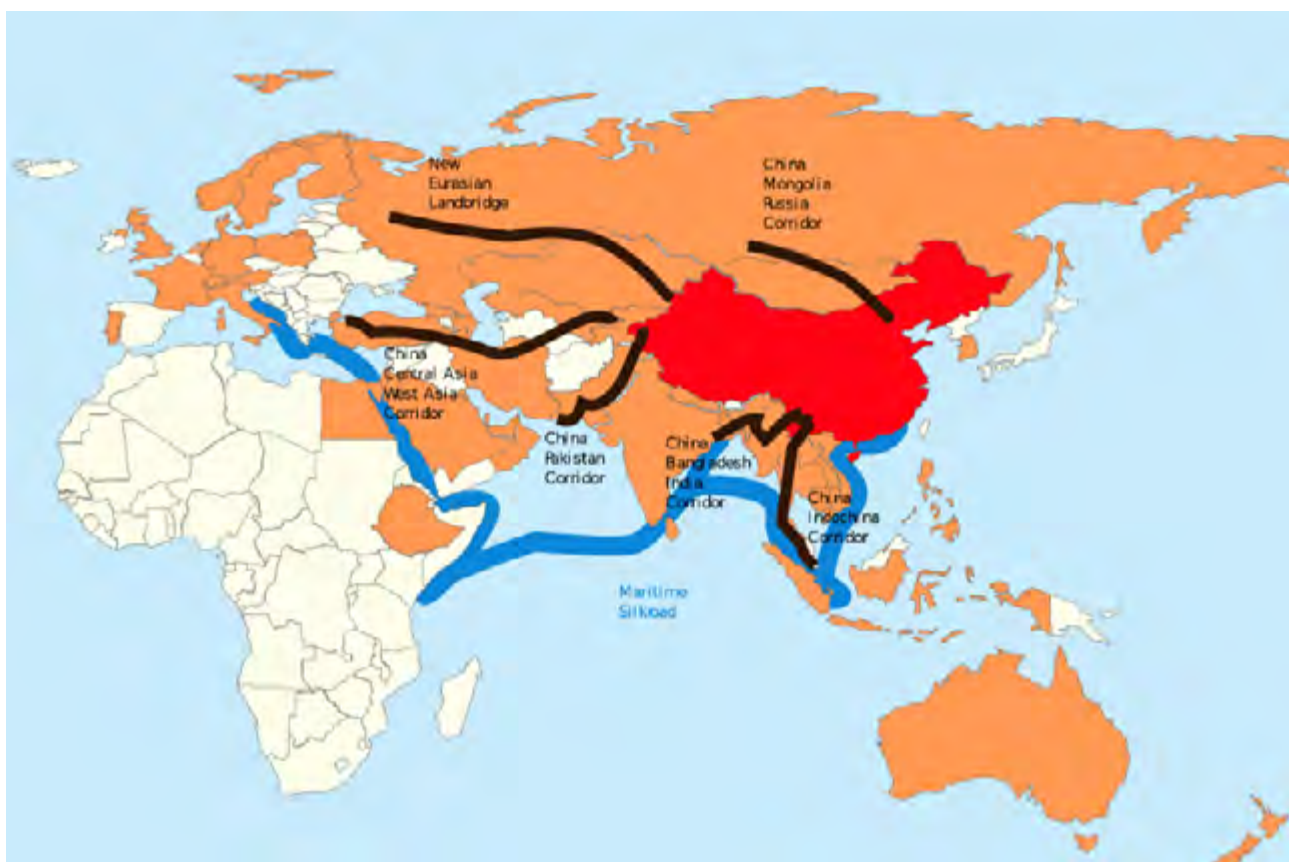 New
Eurasian
Landbridge
China
Mongolia
Russia
Corridor
China
Central Asia
West Asia
Corridor
China
Pakistan
Corridor
China
Bangladesh
India
Corridor
China
Indochina
Corridor
Maritime
Silkroad